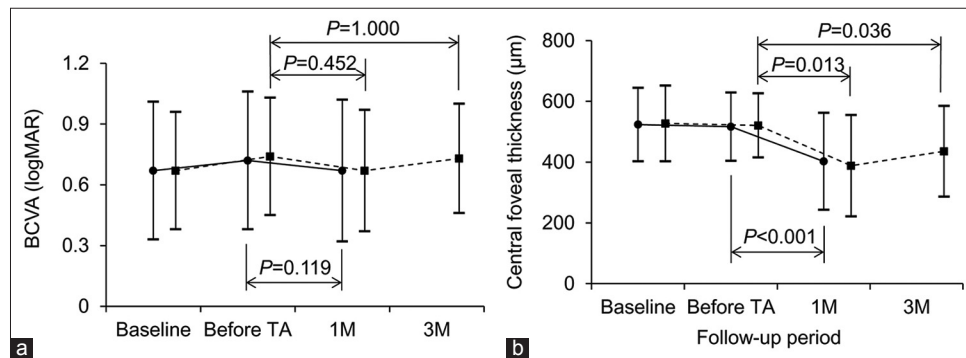 P=1.000
P=0.452
1.2
0.9
0.6
0.3
0
BCVA (logMAR)
P=0.119
Baseline Before TA 1M 3M
a
P=0.036
P=0.013
800
600
400
200
0
Central foveal thickness (μm)
P<0.001
Baseline Before TA 1M 3M
Follow-up period
b